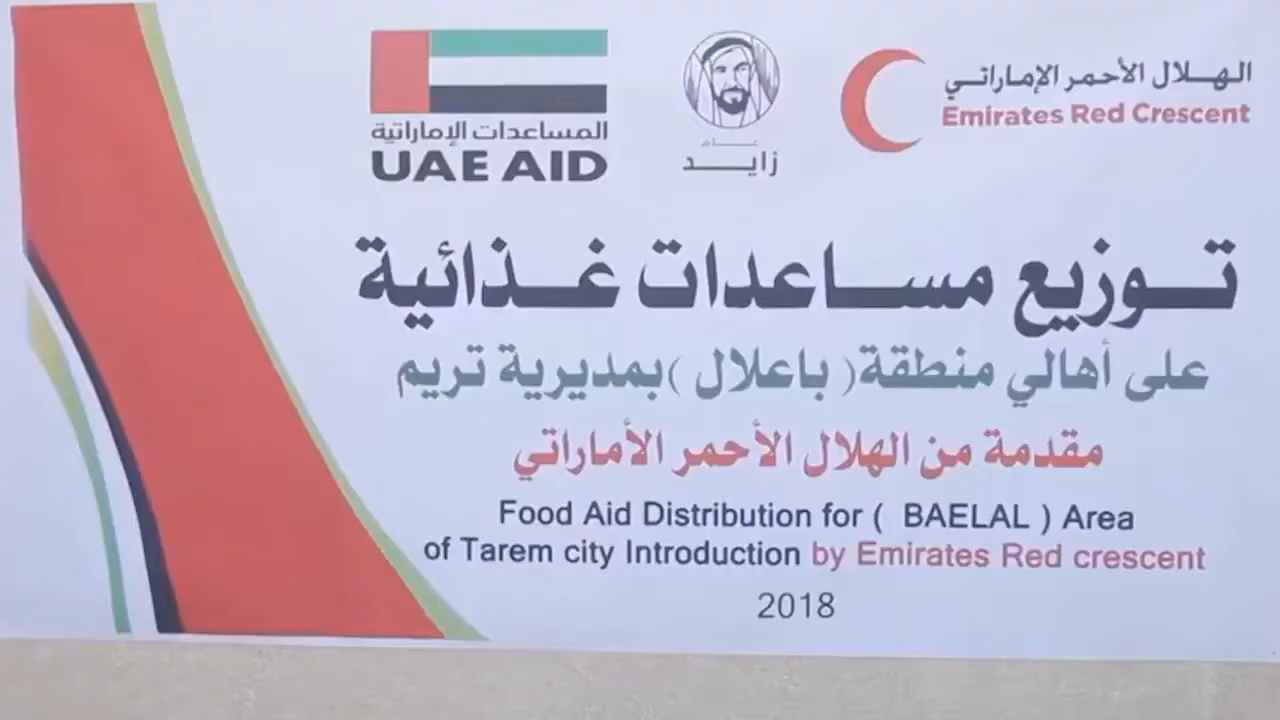 المساعدات الإماراتية
UAE AID
عام
زايد
الهلال الأحمر الإماراتي
Emirates Red Crescent
توزيع مساعدات غذائية
على أهالي منطقة( باعلال )بمديرية تريم
مقدمة من الهلال الأحمر الأماراتي
Food Aid Distribution for ( BAELAL ) Area
of Tarem city Introduction by Emirates Red crescent
2018